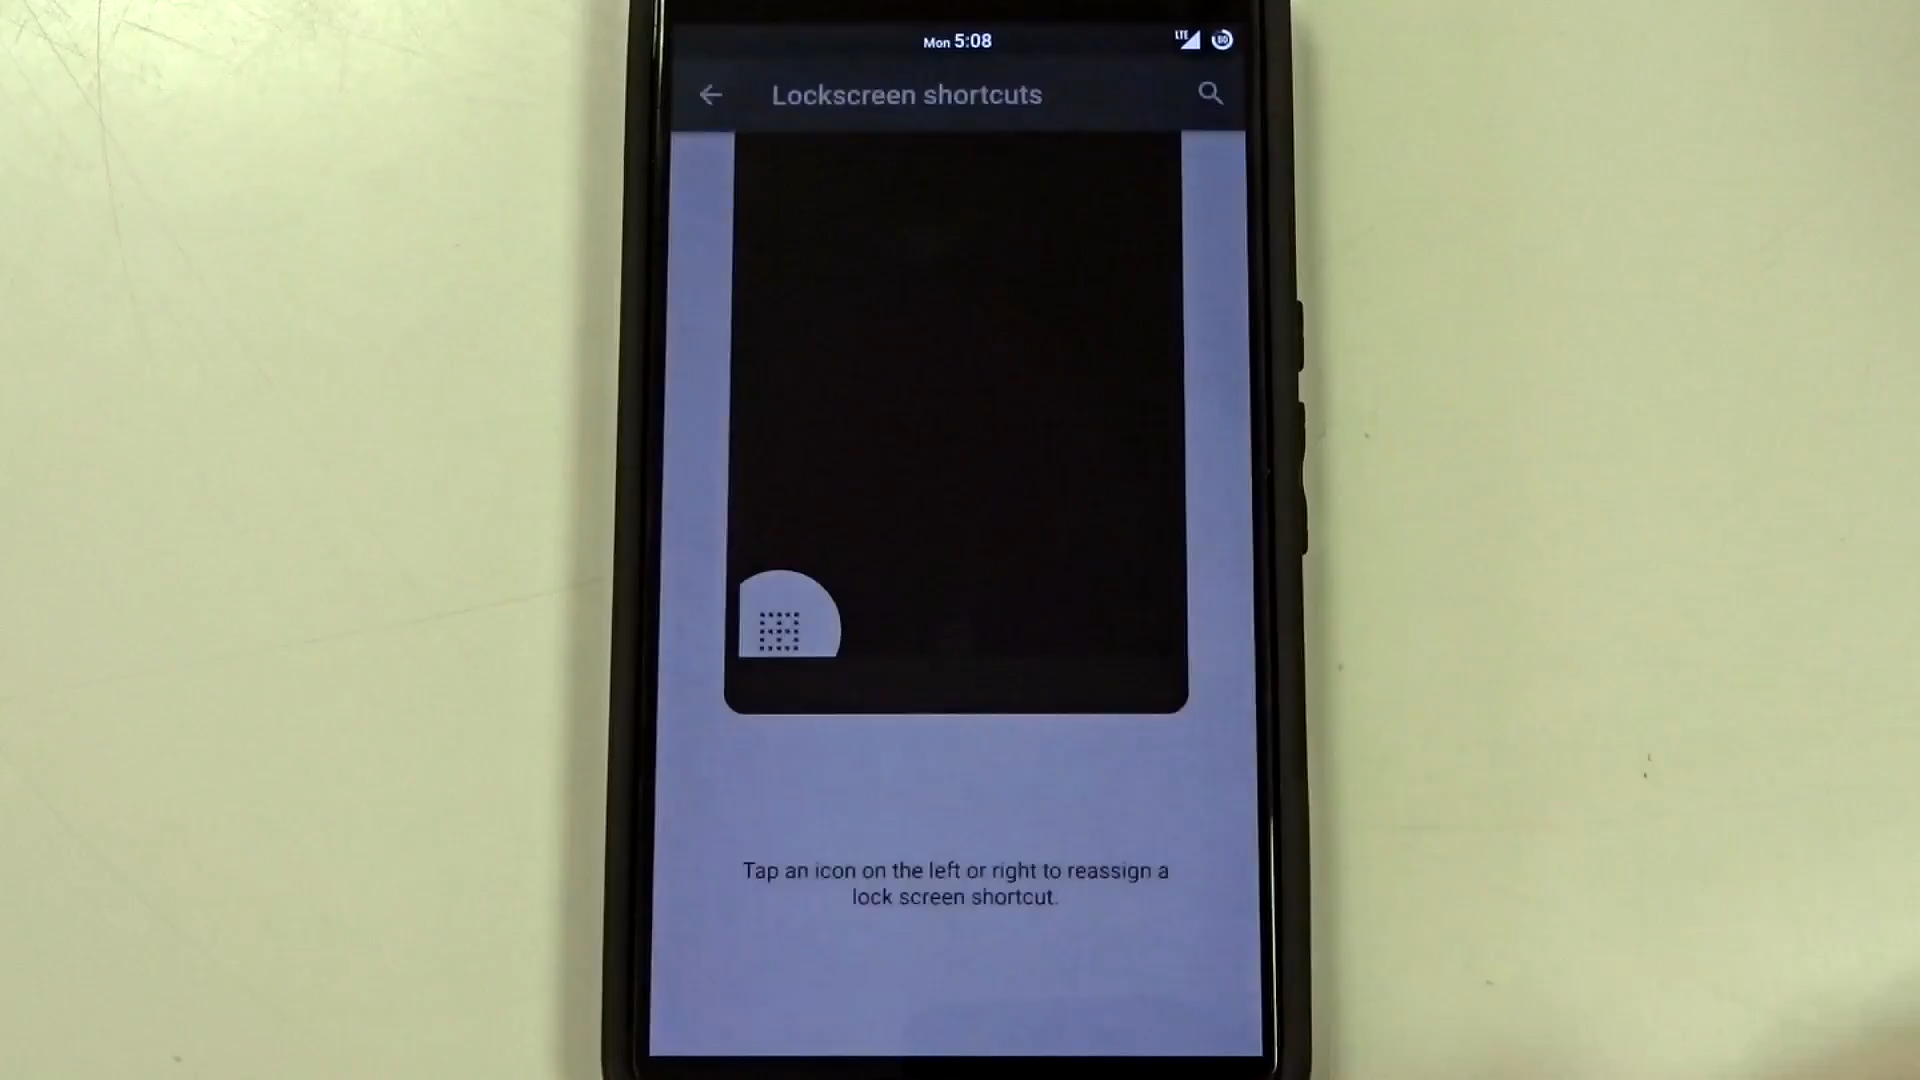 Mon 5:08
LTE
80
Lockscreen shortcuts
Tap an icon on the left or right to reassign a
lock screen shortcut.